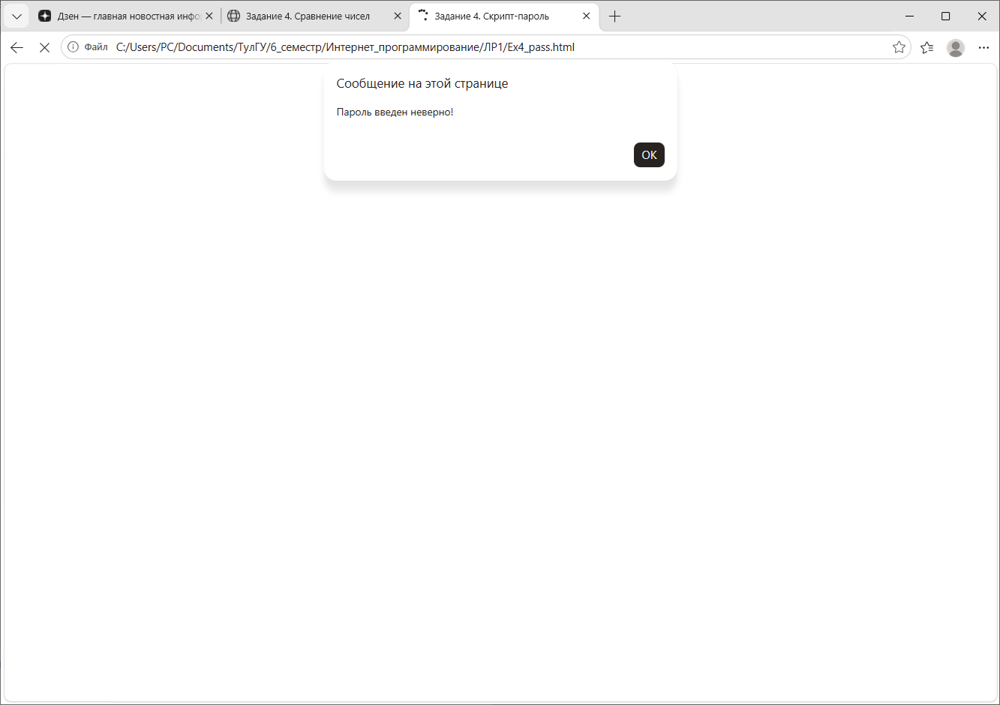 Дзен — главная новостная инфо
Задание 4. Сравнение чисел
Задание 4. Скрипт-пароль
Файл C:/Users/PC/Documents/ТулГУ/6_семестр/Интернет_программирование/ЛР1/Ex4_pass.html
Сообщение на этой странице
Пароль введен неверно!
ОК